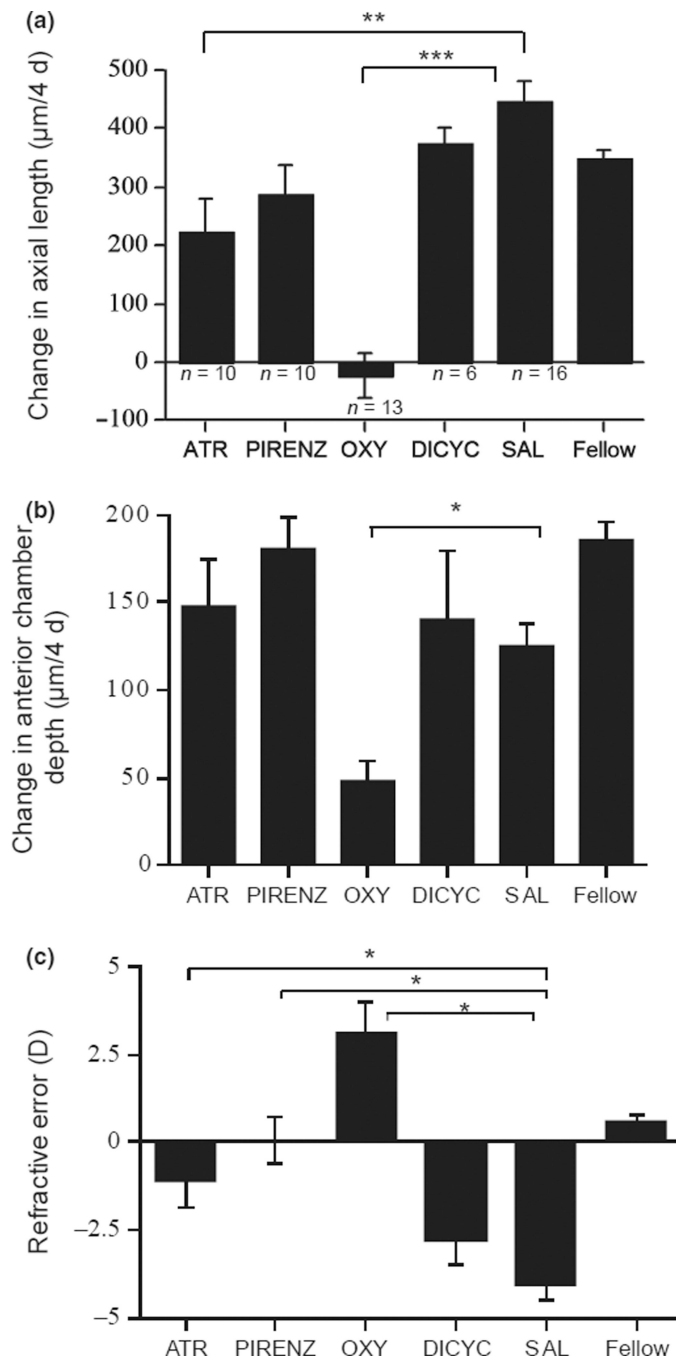 (a)
**
***
Change in axial length (µm/4 d)
500
400
300
200
100
0
–100
n = 10
n = 10
n = 13
n = 6
n = 16
ATR PIRENZ OXY DICYC SAL Fellow
(b)
*
Change in anterior chamber
depth (µm/4 d)
200
150
100
50
0
ATR PIRENZ OXY DICYC SAL Fellow
(c)
*
*
*
Refractive error (D)
5
2.5
0
–2.5
–5
ATR PIRENZ OXY DICYC SAL Fellow